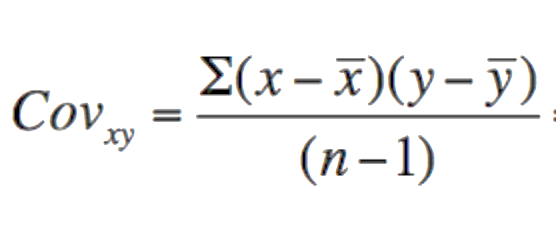 Cov_xy = Σ(x − x̅)(y − y̅) / (n − 1) =